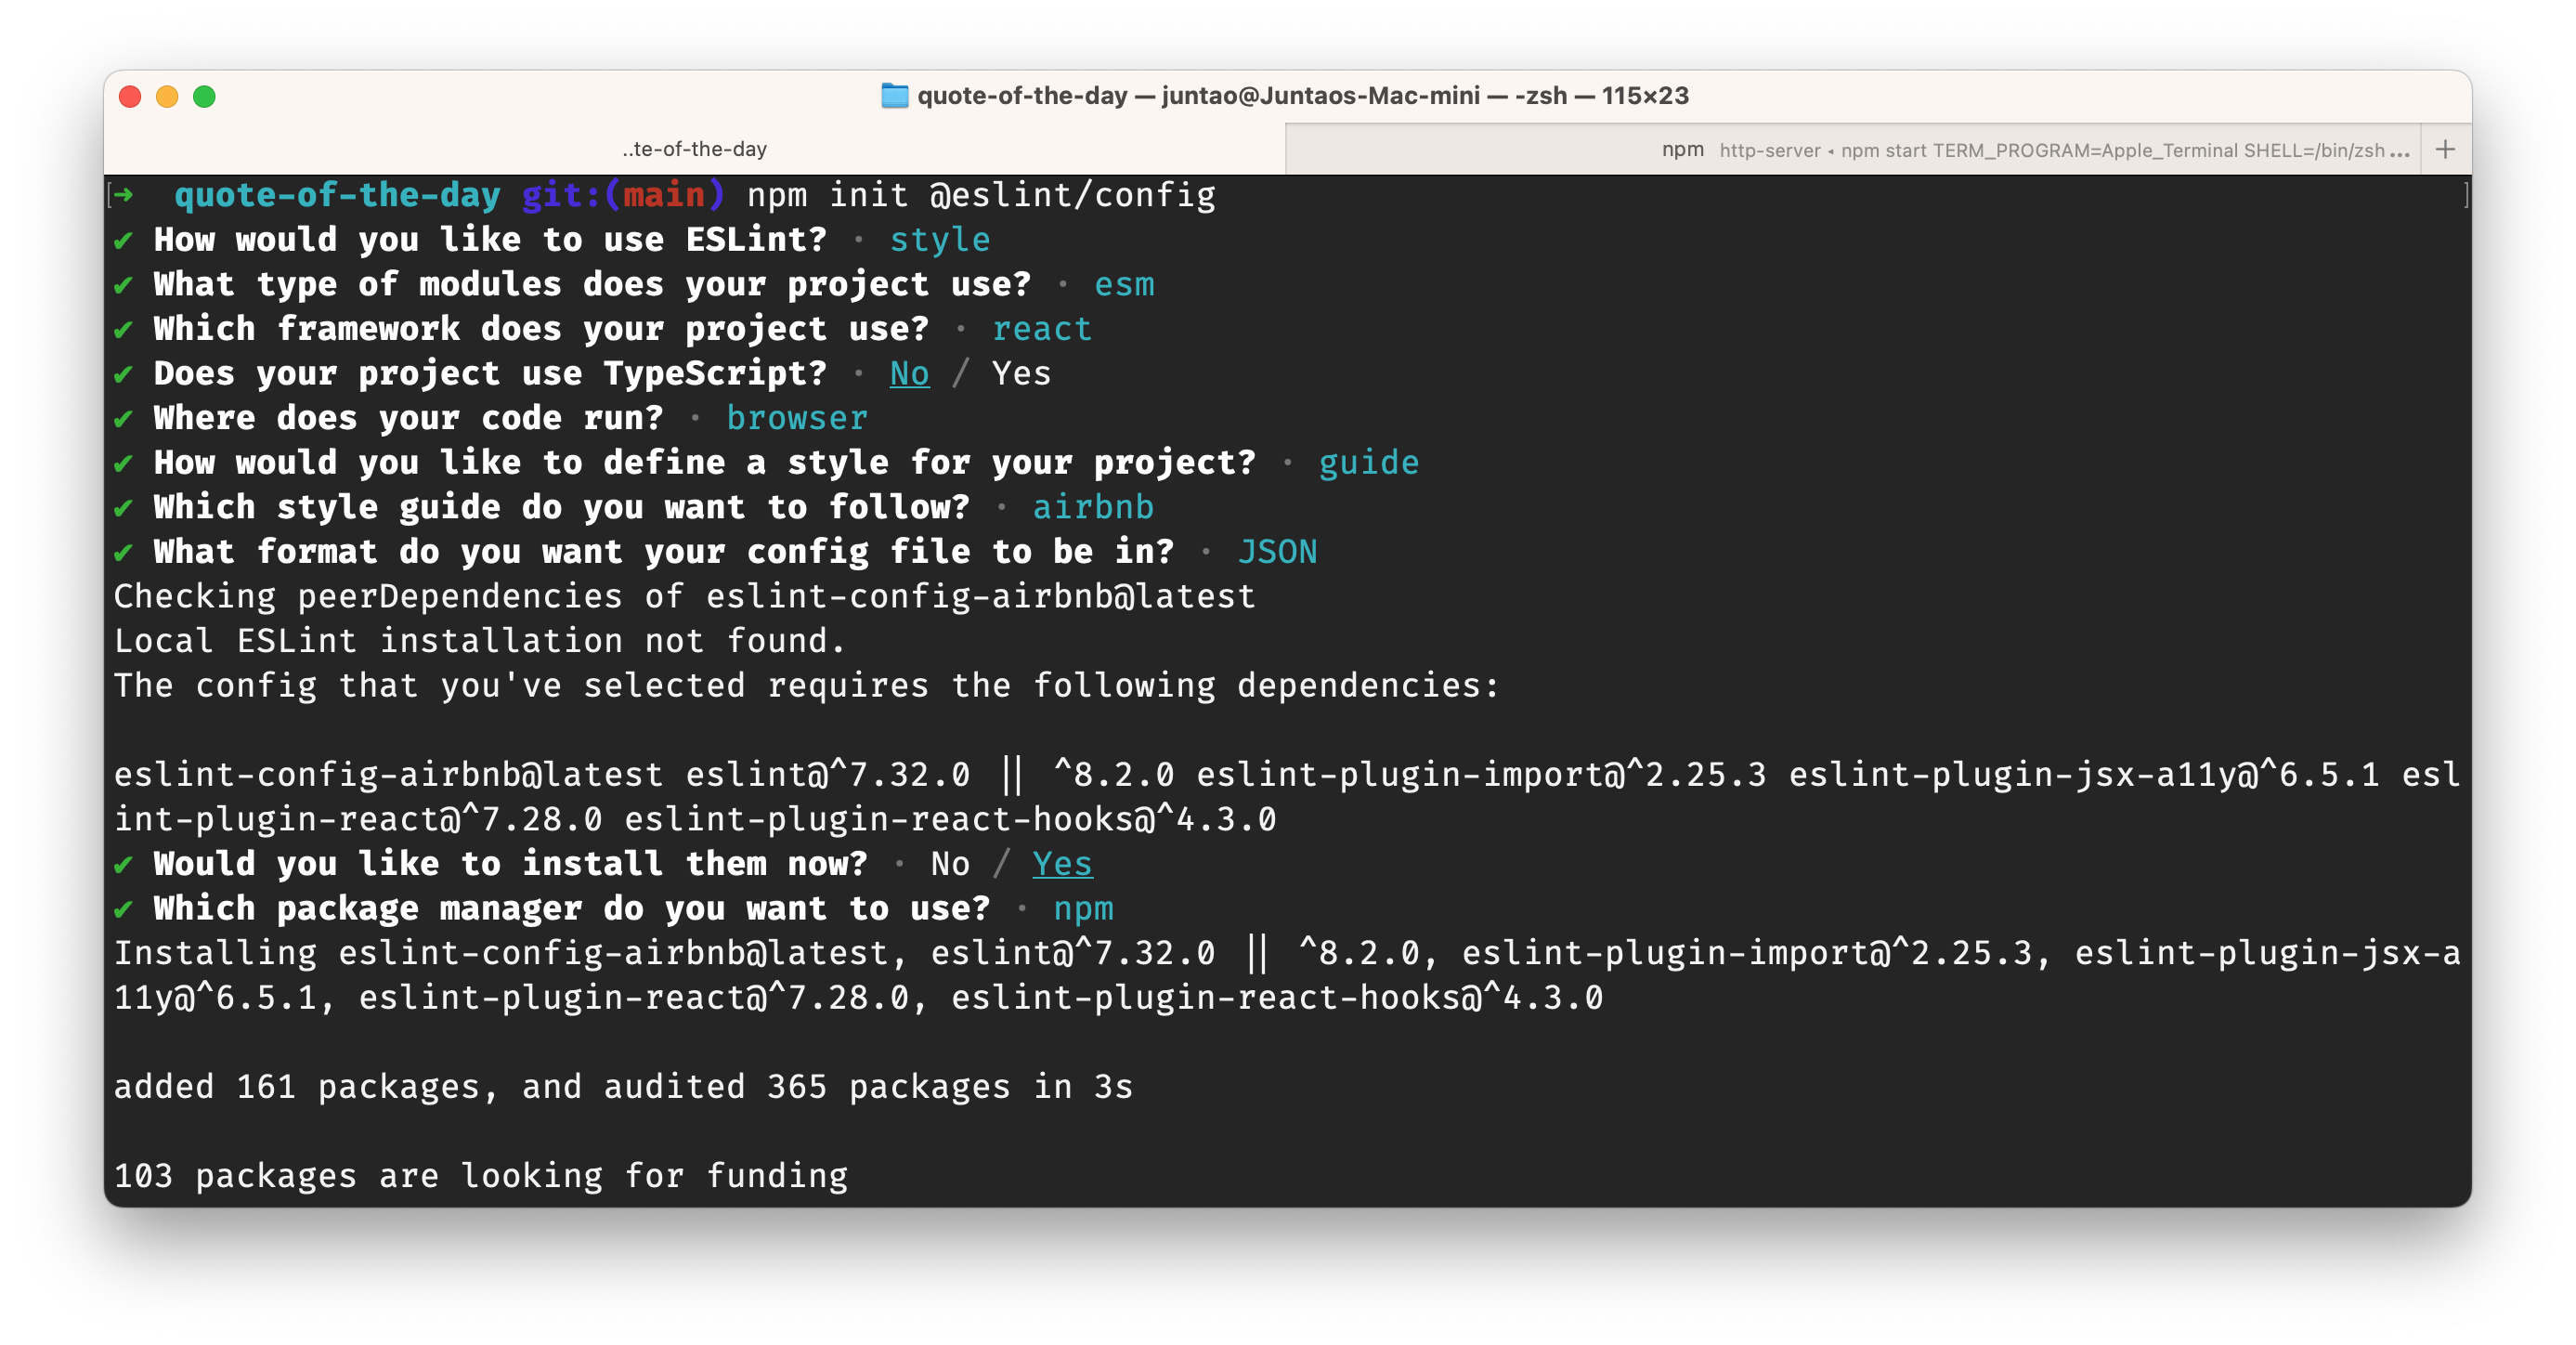 quote-of-the-day — juntao@Juntaos-Mac-mini — -zsh — 115×23
..te-of-the-day
npm http-server ◂ npm start TERM_PROGRAM=Apple_Terminal SHELL=/bin/zsh ... +
[➜ quote-of-the-day git:(main) npm init @eslint/config ]
✔ How would you like to use ESLint? · style
✔ What type of modules does your project use? · esm
✔ Which framework does your project use? · react
✔ Does your project use TypeScript? · No / Yes
✔ Where does your code run? · browser
✔ How would you like to define a style for your project? · guide
✔ Which style guide do you want to follow? · airbnb
✔ What format do you want your config file to be in? · JSON
Checking peerDependencies of eslint-config-airbnb@latest
Local ESLint installation not found.
The config that you've selected requires the following dependencies:
eslint-config-airbnb@latest eslint@^7.32.0 || ^8.2.0 eslint-plugin-import@^2.25.3 eslint-plugin-jsx-a11y@^6.5.1 esl
int-plugin-react@^7.28.0 eslint-plugin-react-hooks@^4.3.0
✔ Would you like to install them now? · No / Yes
✔ Which package manager do you want to use? · npm
Installing eslint-config-airbnb@latest, eslint@^7.32.0 || ^8.2.0, eslint-plugin-import@^2.25.3, eslint-plugin-jsx-a
11y@^6.5.1, eslint-plugin-react@^7.28.0, eslint-plugin-react-hooks@^4.3.0
added 161 packages, and audited 365 packages in 3s
103 packages are looking for funding